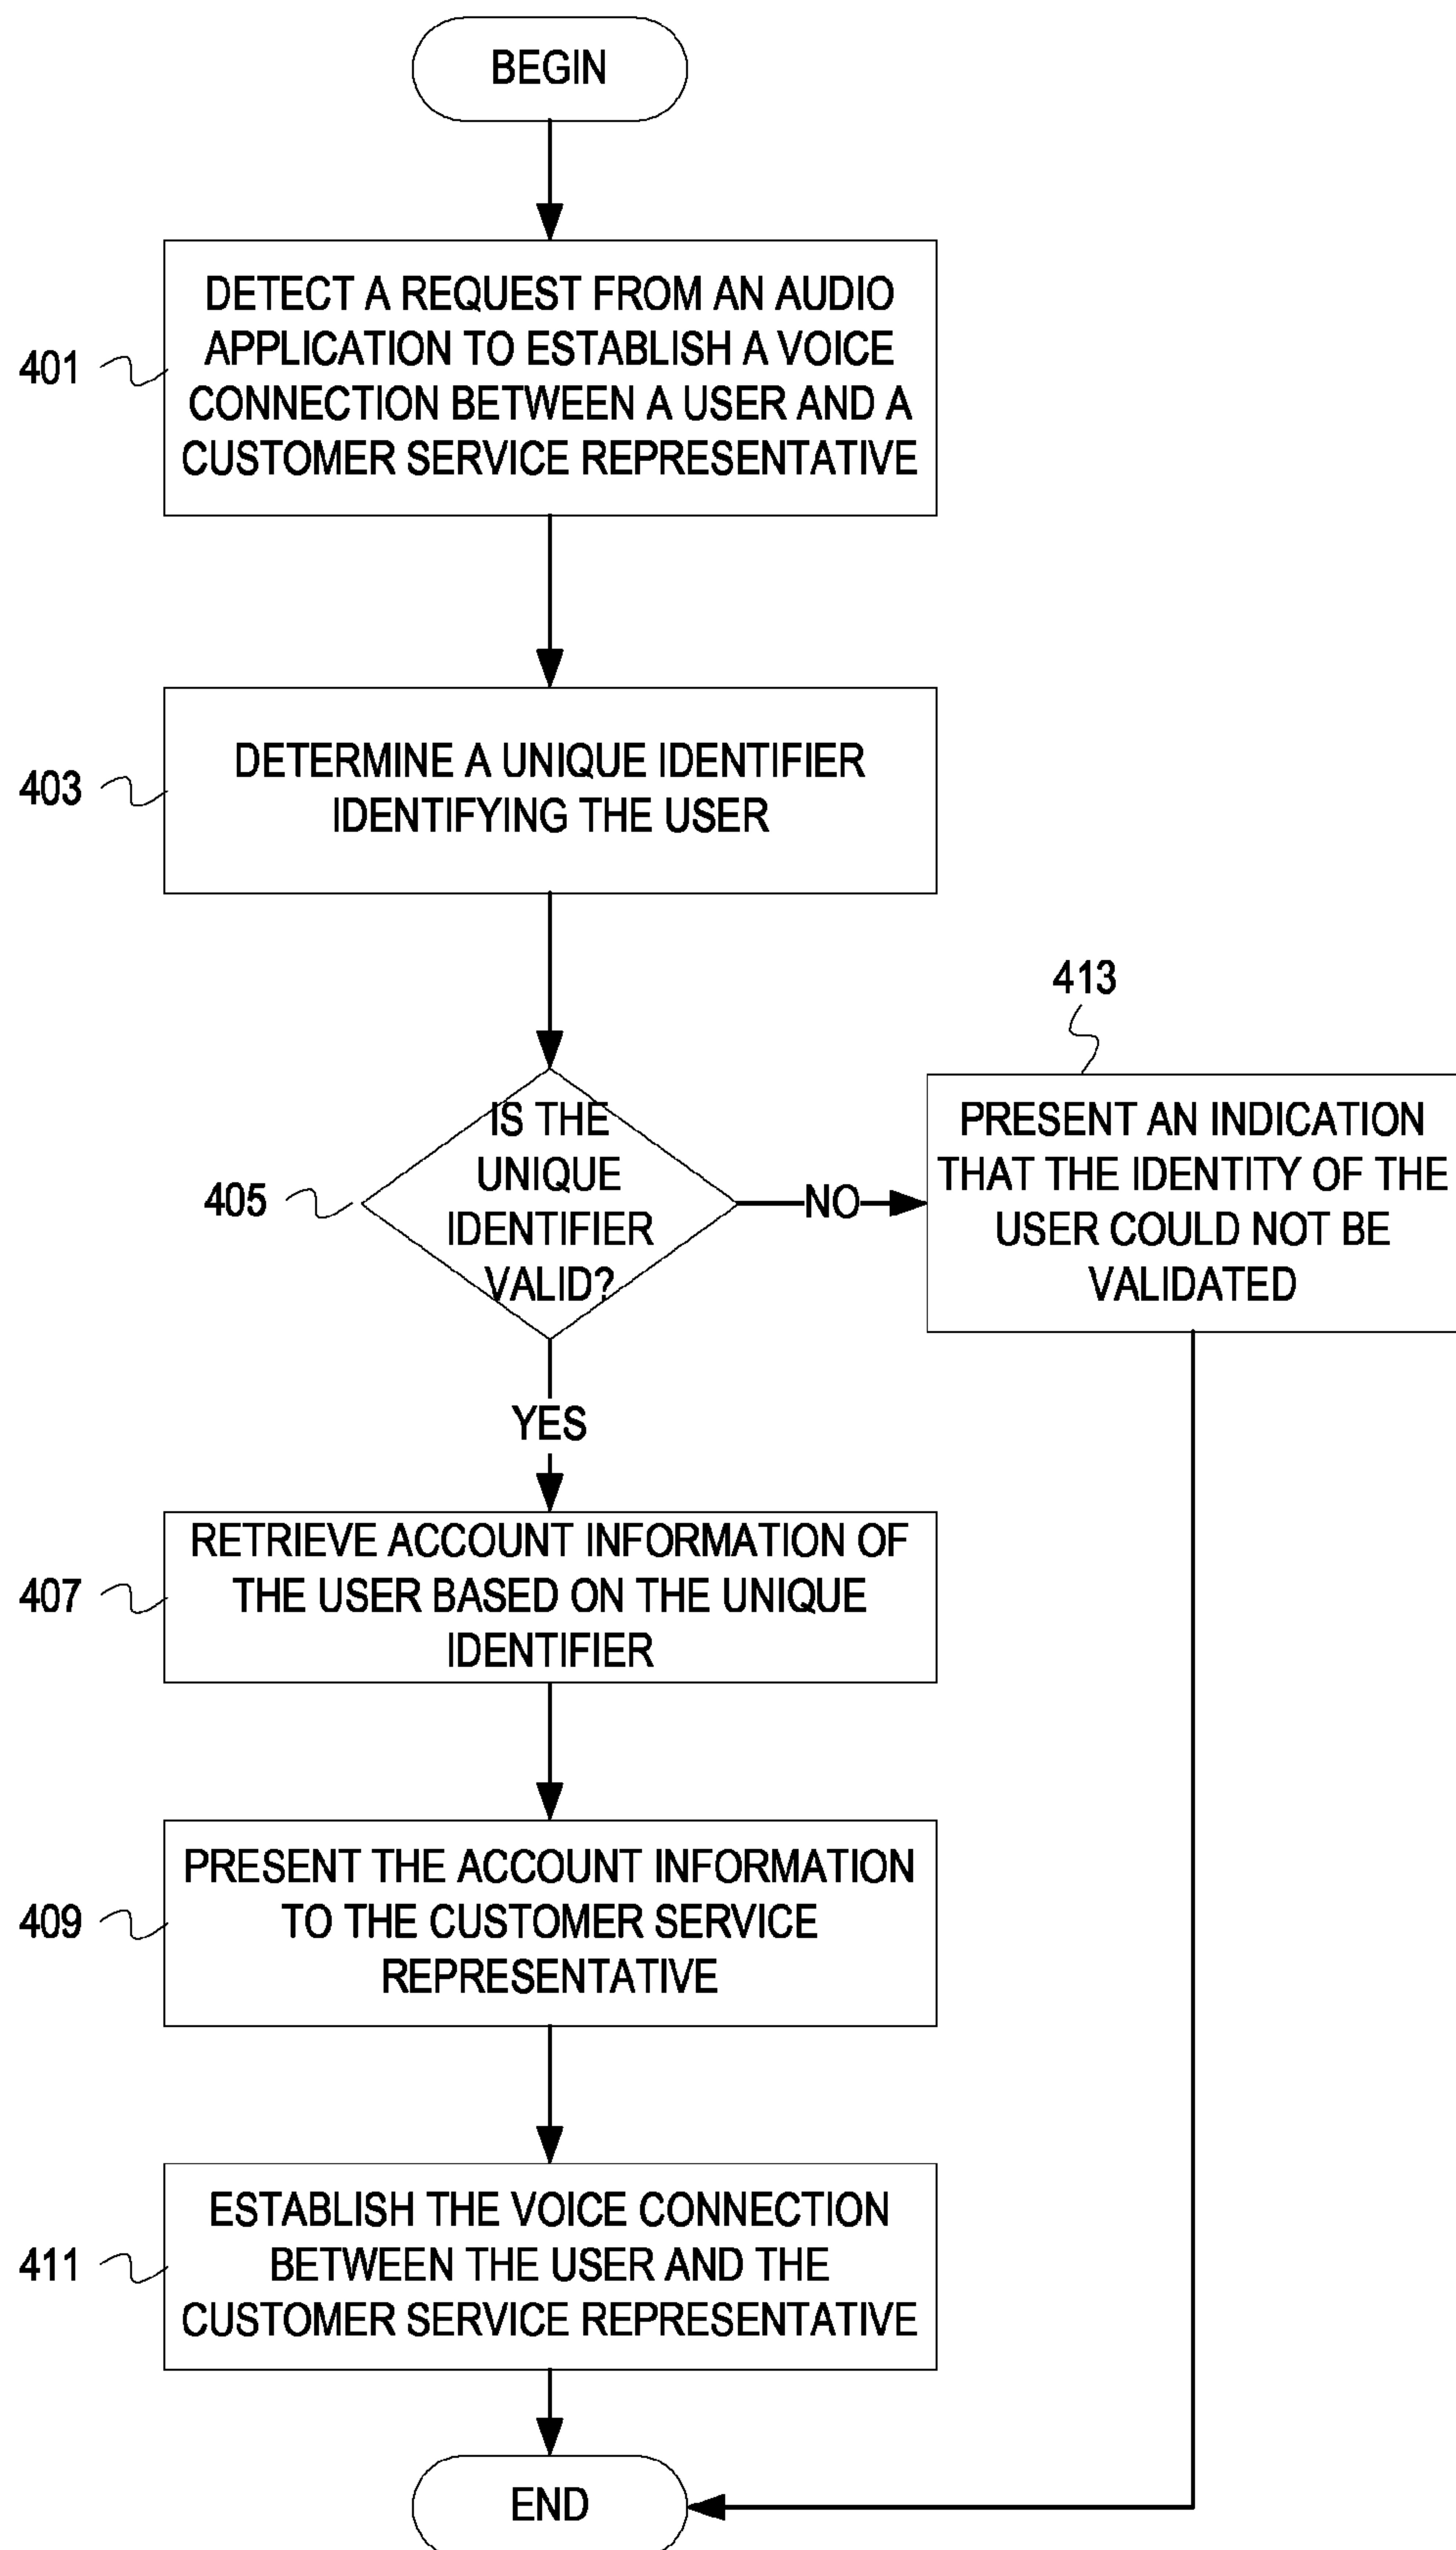 BEGIN
401
DETECT A REQUEST FROM AN AUDIO
APPLICATION TO ESTABLISH A VOICE
CONNECTION BETWEEN A USER AND A
CUSTOMER SERVICE REPRESENTATIVE
403
DETERMINE A UNIQUE IDENTIFIER
IDENTIFYING THE USER
405
IS THE
UNIQUE
IDENTIFIER
VALID?
NO
413
PRESENT AN INDICATION
THAT THE IDENTITY OF THE
USER COULD NOT BE
VALIDATED
YES
407
RETRIEVE ACCOUNT INFORMATION OF
THE USER BASED ON THE UNIQUE
IDENTIFIER
409
PRESENT THE ACCOUNT INFORMATION
TO THE CUSTOMER SERVICE
REPRESENTATIVE
411
ESTABLISH THE VOICE CONNECTION
BETWEEN THE USER AND THE
CUSTOMER SERVICE REPRESENTATIVE
END